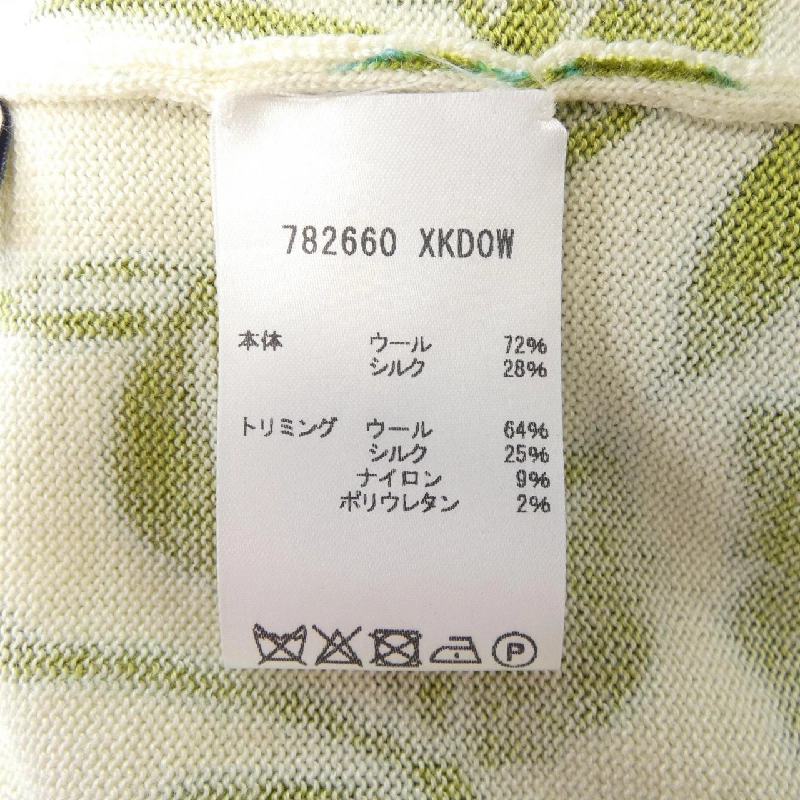 782660 XKDOW
本体 ウール 72%
シルク 28%
トリミング ウール 64%
シルク 25%
ナイロン 9%
ポリウレタン 2%
P